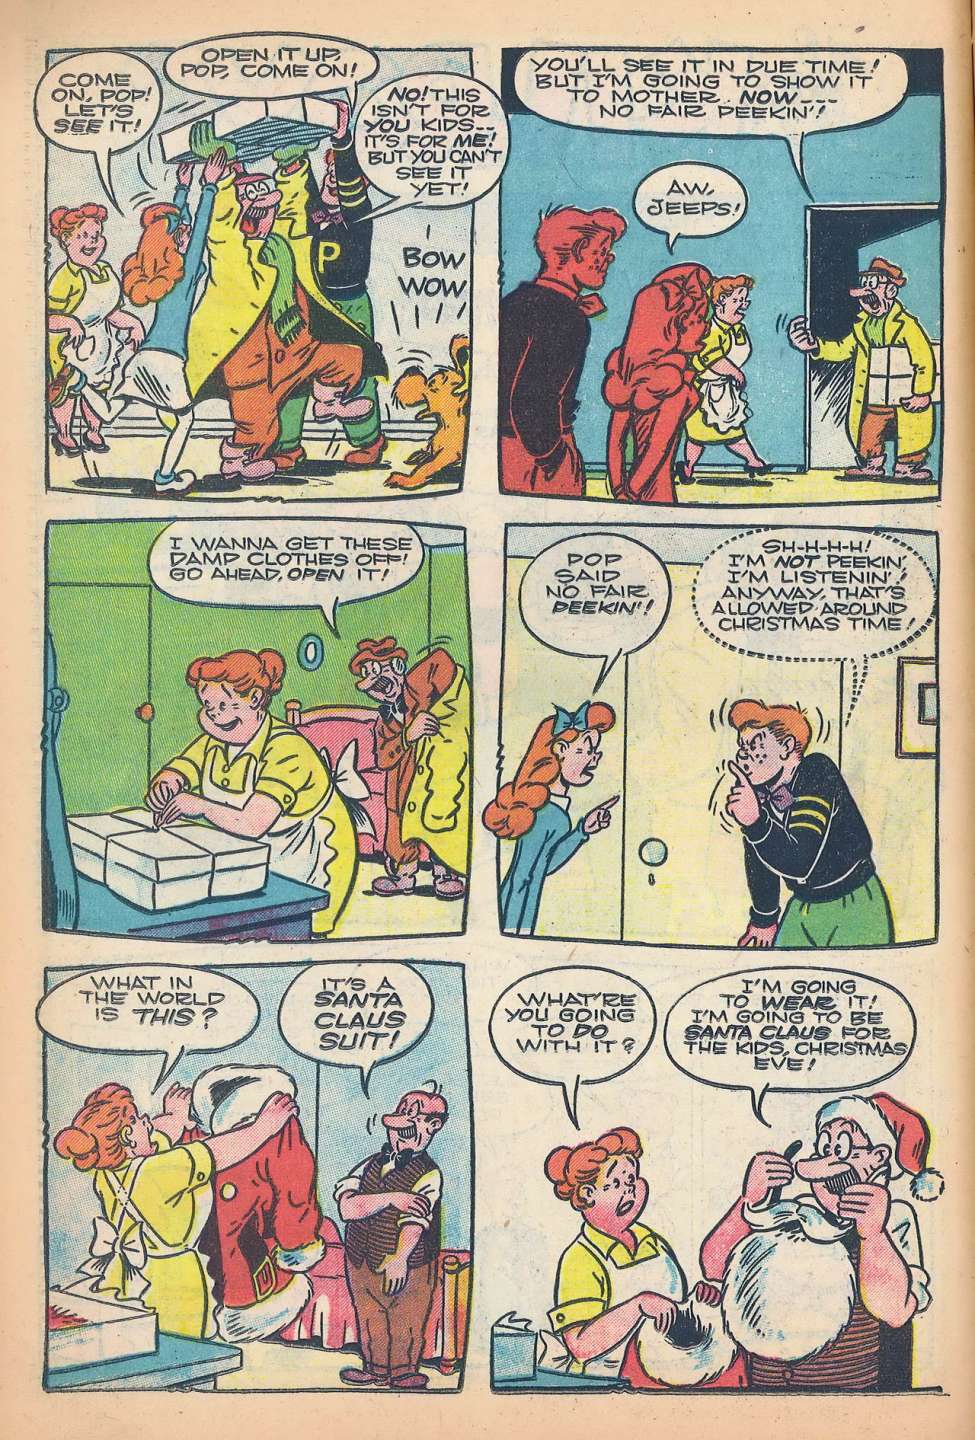 COME
ON, POP!
LET'S
SEE IT!
OPEN IT UP,
POP, COME ON!
NO! THIS
ISN'T FOR
YOU KIDS--
IT'S FOR ME!
BUT YOU CAN'T
SEE IT
YET!
P
BOW
WOW
YOU'LL SEE IT IN DUE TIME!
BUT I'M GOING TO SHOW IT
TO MOTHER NOW---
NO FAIR PEEKIN'!
AW,
JEEPS!
I WANNA GET THESE
DAMP CLOTHES OFF!
GO AHEAD, OPEN IT!
POP
SAID
NO FAIR
PEEKIN'!
SH-H-H-H!
I'M NOT PEEKIN',
I'M LISTENIN'!
ANYWAY, THAT'S
ALLOWED AROUND
CHRISTMAS TIME!
WHAT IN
THE WORLD
IS THIS?
IT'S A
SANTA
CLAUS
SUIT!
WHAT'RE
YOU GOING
TO DO
WITH IT?
I'M GOING
TO WEAR IT!
I'M GOING TO BE
SANTA CLAUS FOR
THE KIDS, CHRISTMAS
EVE!